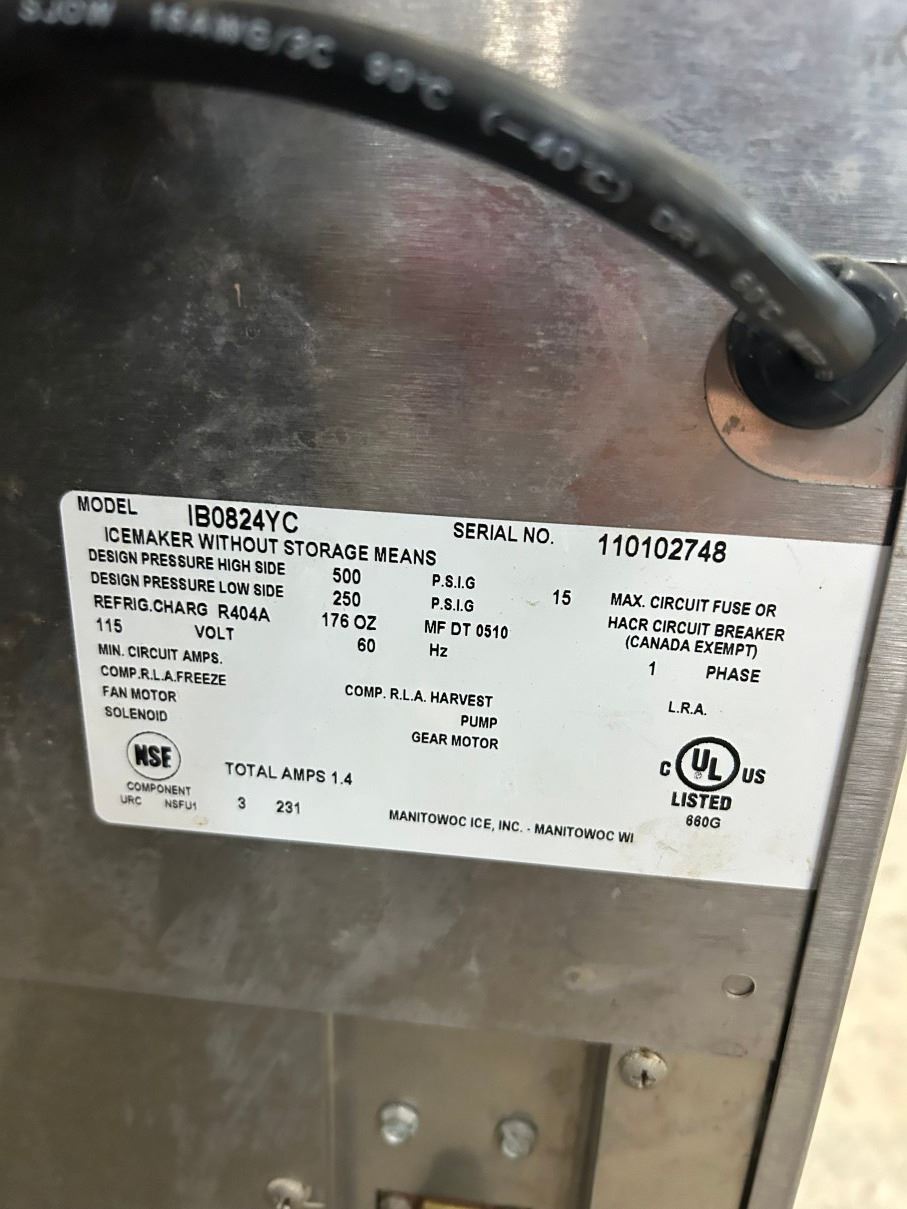 SJOW 16AWG/3C 90°C (-40°C) DRY
MODEL IB0824YC SERIAL NO. 110102748
ICEMAKER WITHOUT STORAGE MEANS
DESIGN PRESSURE HIGH SIDE 500 P.S.I.G
DESIGN PRESSURE LOW SIDE 250 P.S.I.G 15 MAX. CIRCUIT FUSE OR
REFRIG.CHARG R404A 176 OZ MF DT 0510 HACR CIRCUIT BREAKER
(CANADA EXEMPT)
115 VOLT 60 Hz 1 PHASE
MIN. CIRCUIT AMPS.
COMP.R.L.A.FREEZE COMP. R.L.A. HARVEST L.R.A.
FAN MOTOR PUMP
SOLENOID GEAR MOTOR
NSF TOTAL AMPS 1.4 C UL US
COMPONENT LISTED
URC NSFU1 3 231 MANITOWOC ICE, INC. - MANITOWOC WI 660G